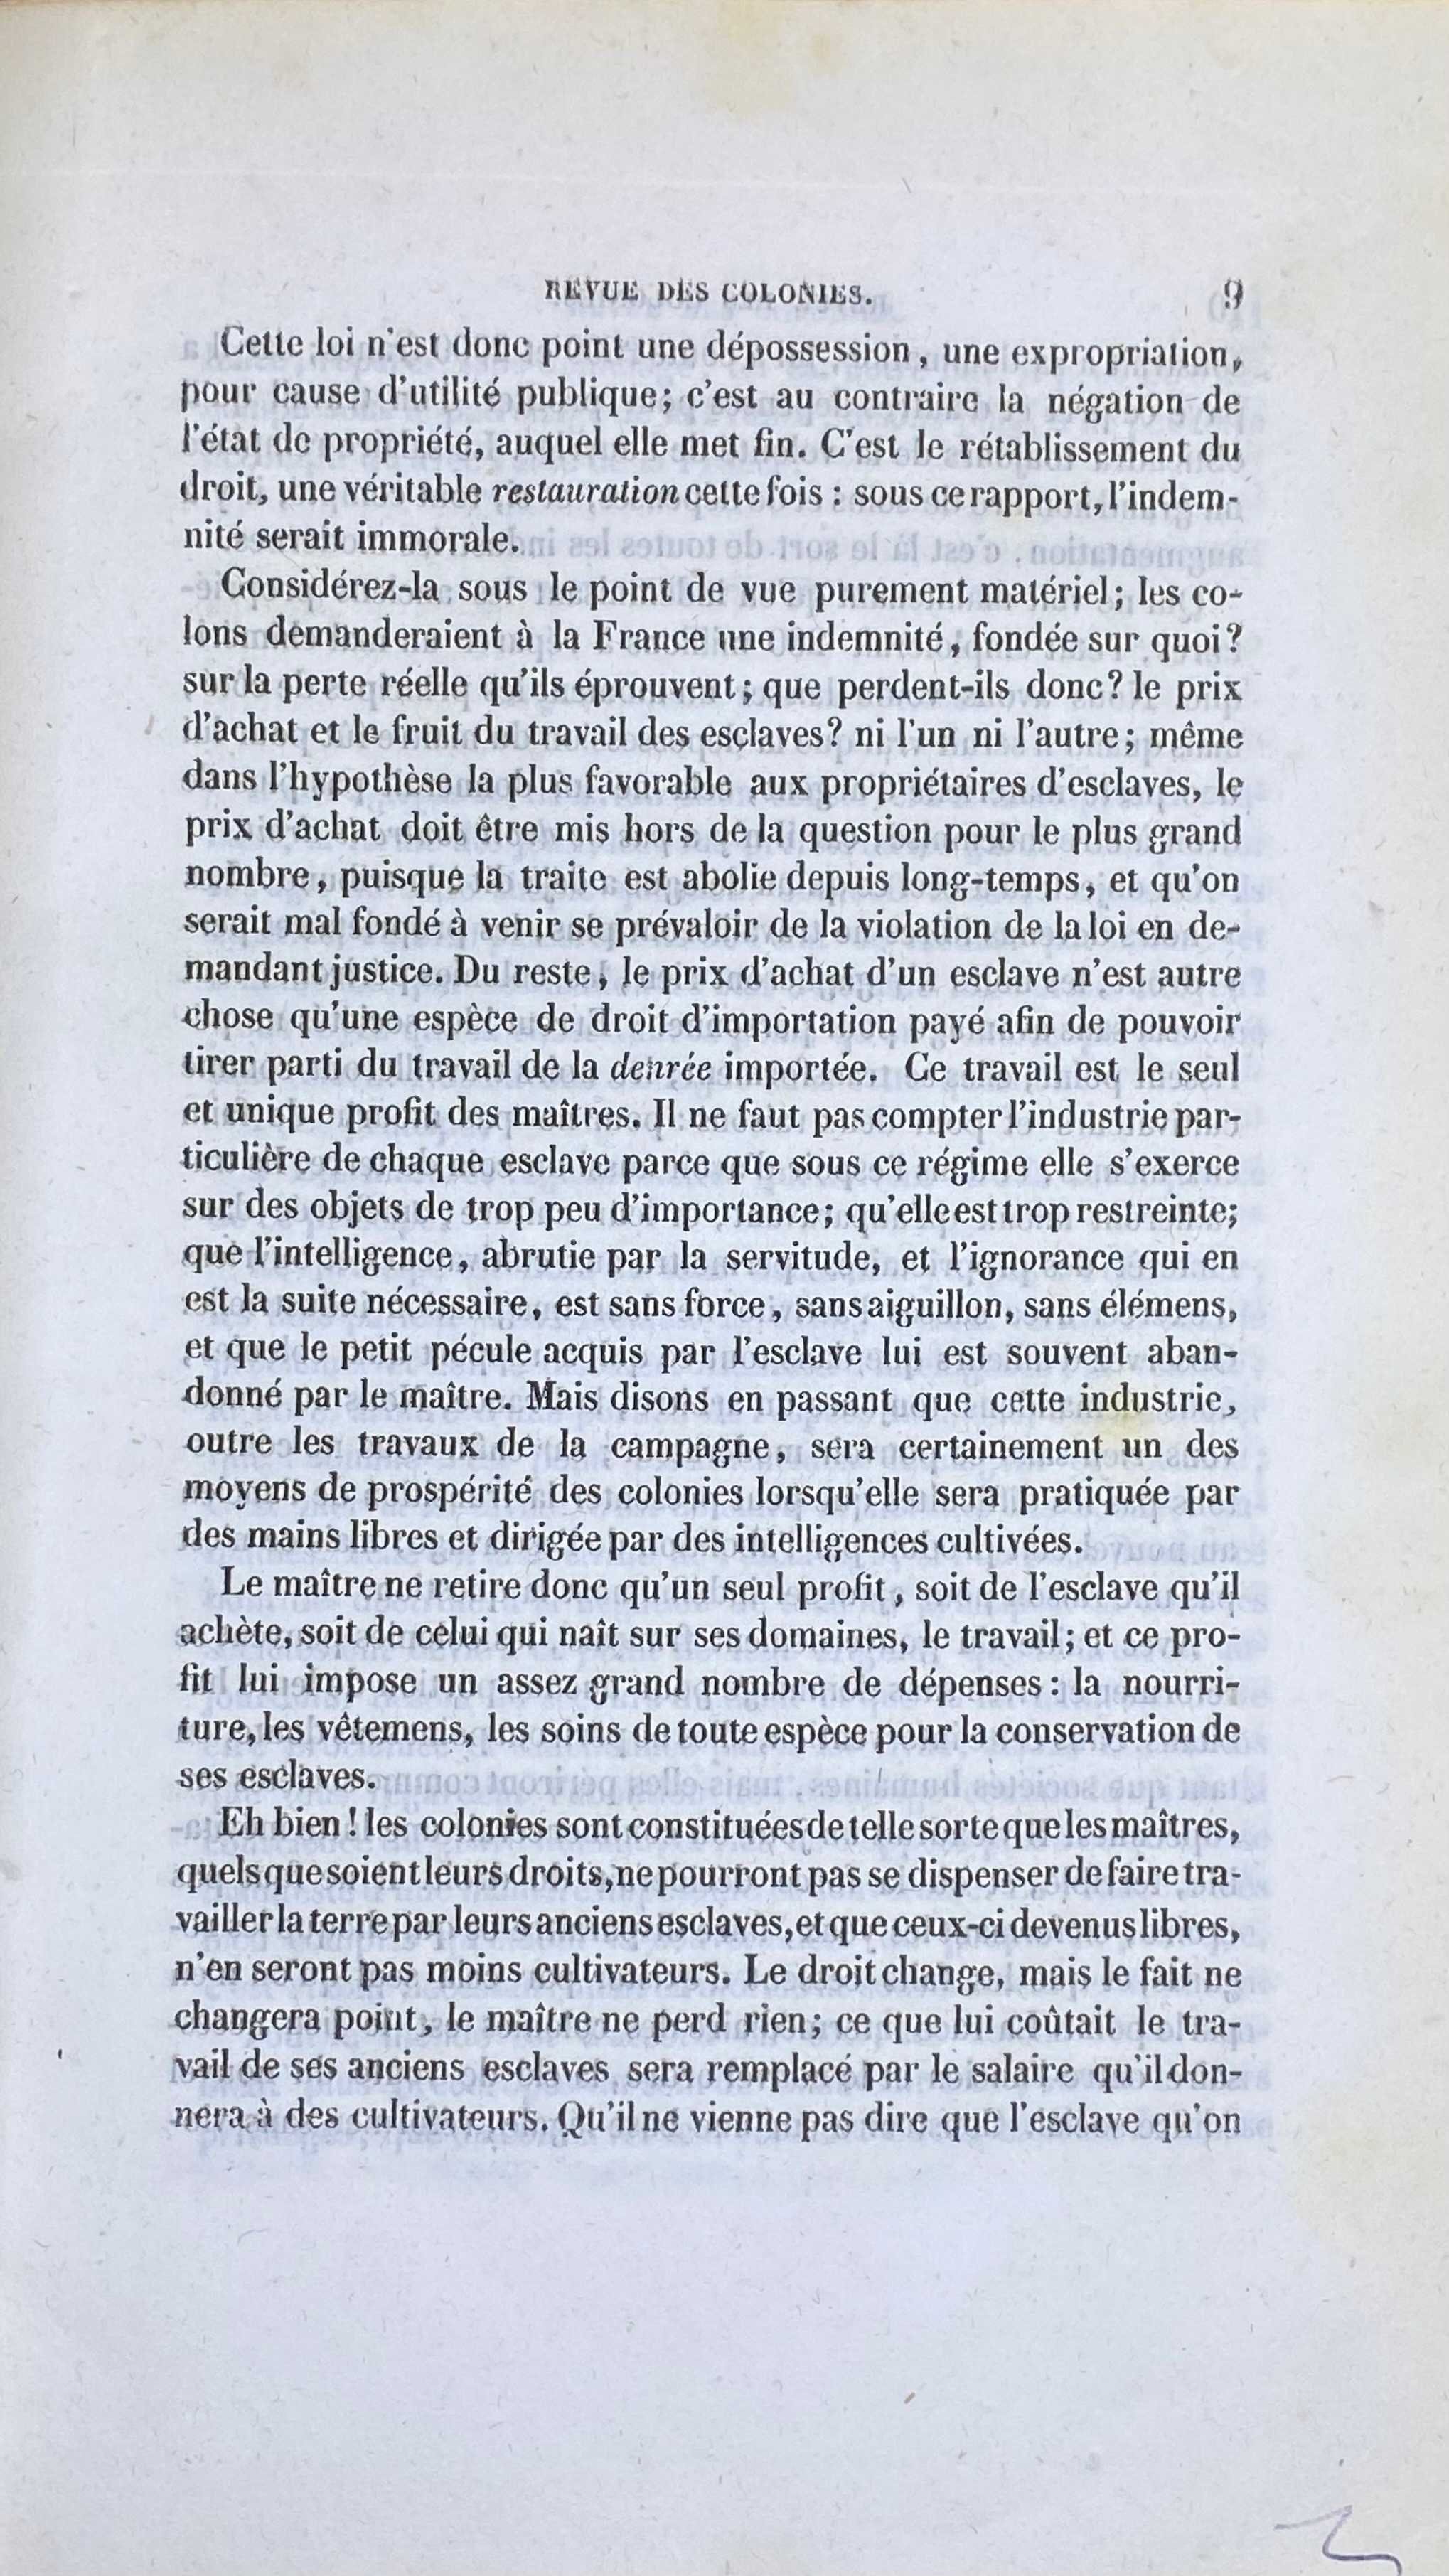 REVUE DES COLONIES. 9
Cette loi n'est donc point une dépossession, une expropriation,
pour cause d'utilité publique; c'est au contraire la négation de
l'état de propriété, auquel elle met fin. C'est le rétablissement du
droit, une véritable restauration cette fois : sous ce rapport, l'indem-
nité serait immorale.
Considérez-la sous le point de vue purement matériel; les co-
lons demanderaient à la France une indemnité, fondée sur quoi?
sur la perte réelle qu'ils éprouvent; que perdent-ils donc? le prix
d'achat et le fruit du travail des esclaves? ni l'un ni l'autre; même
dans l'hypothèse la plus favorable aux propriétaires d'esclaves, le
prix d'achat doit être mis hors de la question pour le plus grand
nombre, puisque la traite est abolie depuis long-temps, et qu'on
serait mal fondé à venir se prévaloir de la violation de la loi en de-
mandant justice. Du reste, le prix d'achat d'un esclave n'est autre
chose qu'une espèce de droit d'importation payé afin de pouvoir
tirer parti du travail de la denrée importée. Ce travail est le seul
et unique profit des maîtres. Il ne faut pas compter l'industrie par-
ticulière de chaque esclave parce que sous ce régime elle s'exerce
sur des objets de trop peu d'importance; qu'elle est trop restreinte;
que l'intelligence, abrutie par la servitude, et l'ignorance qui en
est la suite nécessaire, est sans force, sans aiguillon, sans élémens,
et que le petit pécule acquis par l'esclave lui est souvent aban-
donné par le maître. Mais disons en passant que cette industrie,
outre les travaux de la campagne, sera certainement un des
moyens de prospérité des colonies lorsqu'elle sera pratiquée par
des mains libres et dirigée par des intelligences cultivées.
Le maître ne retire donc qu'un seul profit, soit de l'esclave qu'il
achète, soit de celui qui naît sur ses domaines, le travail; et ce pro-
fit lui impose un assez grand nombre de dépenses : la nourri-
ture, les vêtemens, les soins de toute espèce pour la conservation de
ses esclaves.
Eh bien! les colonies sont constituées de telle sorte que les maîtres,
quels que soient leurs droits, ne pourront pas se dispenser de faire tra-
vailler la terre par leurs anciens esclaves, et que ceux-ci devenus libres,
n'en seront pas moins cultivateurs. Le droit change, mais le fait ne
changera point, le maître ne perd rien; ce que lui coûtait le tra-
vail de ses anciens esclaves sera remplacé par le salaire qu'il don-
nera à des cultivateurs. Qu'il ne vienne pas dire que l'esclave qu'on